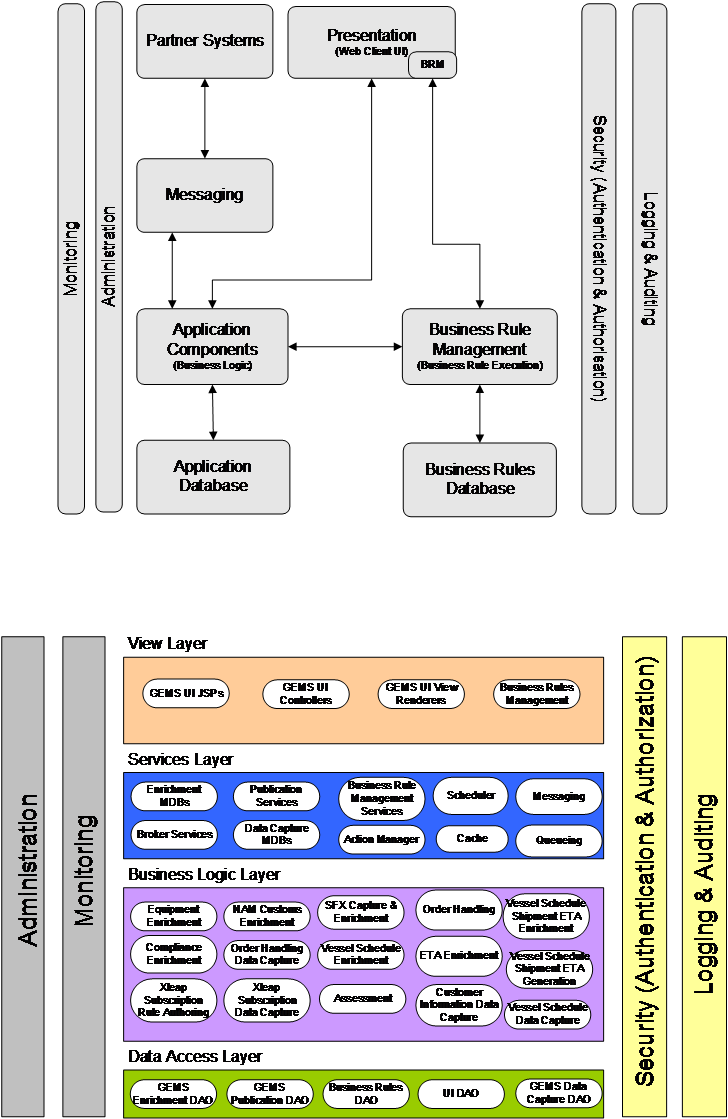 Monitoring
Administration
Partner Systems
Presentation
(Web Client UI)
BRM
Messaging
Application
Components
(Business Logic)
Business Rule
Management
(Business Rule Execution)
Application
Database
Business Rules
Database
Security (Authentication & Authorisation)
Logging & Auditing
Administration
Monitoring
View Layer
GEMS UI JSPs
GEMS UI
Controllers
GEMS UI View
Renderers
Business Rules
Management
Services Layer
Enrichment
MDBs
Publication
Services
Business Rule
Management
Services
Scheduler
Messaging
Broker Services
Data Capture
MDBs
Action Manager
Cache
Queueing
Business Logic Layer
Equipment
Enrichment
NAM Customs
Enrichment
SFX Capture &
Enrichment
Order Handling
Vessel Schedule
Shipment ETA
Enrichment
Compliance
Enrichment
Order Handling
Data Capture
Vessel Schedule
Enrichment
ETA Enrichment
Vessel Schedule
Shipment ETA
Generation
Xleap
Subscription
Rule Authoring
Xleap
Subscription
Data Capture
Assessment
Customer
Information Data
Capture
Vessel Schedule
Data Capture
Data Access Layer
GEMS
Enrichment DAO
GEMS
Publication DAO
Business Rules
DAO
UI DAO
GEMS Data
Capture DAO
Security (Authentication & Authorization)
Logging & Auditing